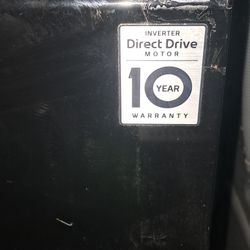 INVERTER
Direct Drive
MOTOR
10 YEAR
WARRANTY